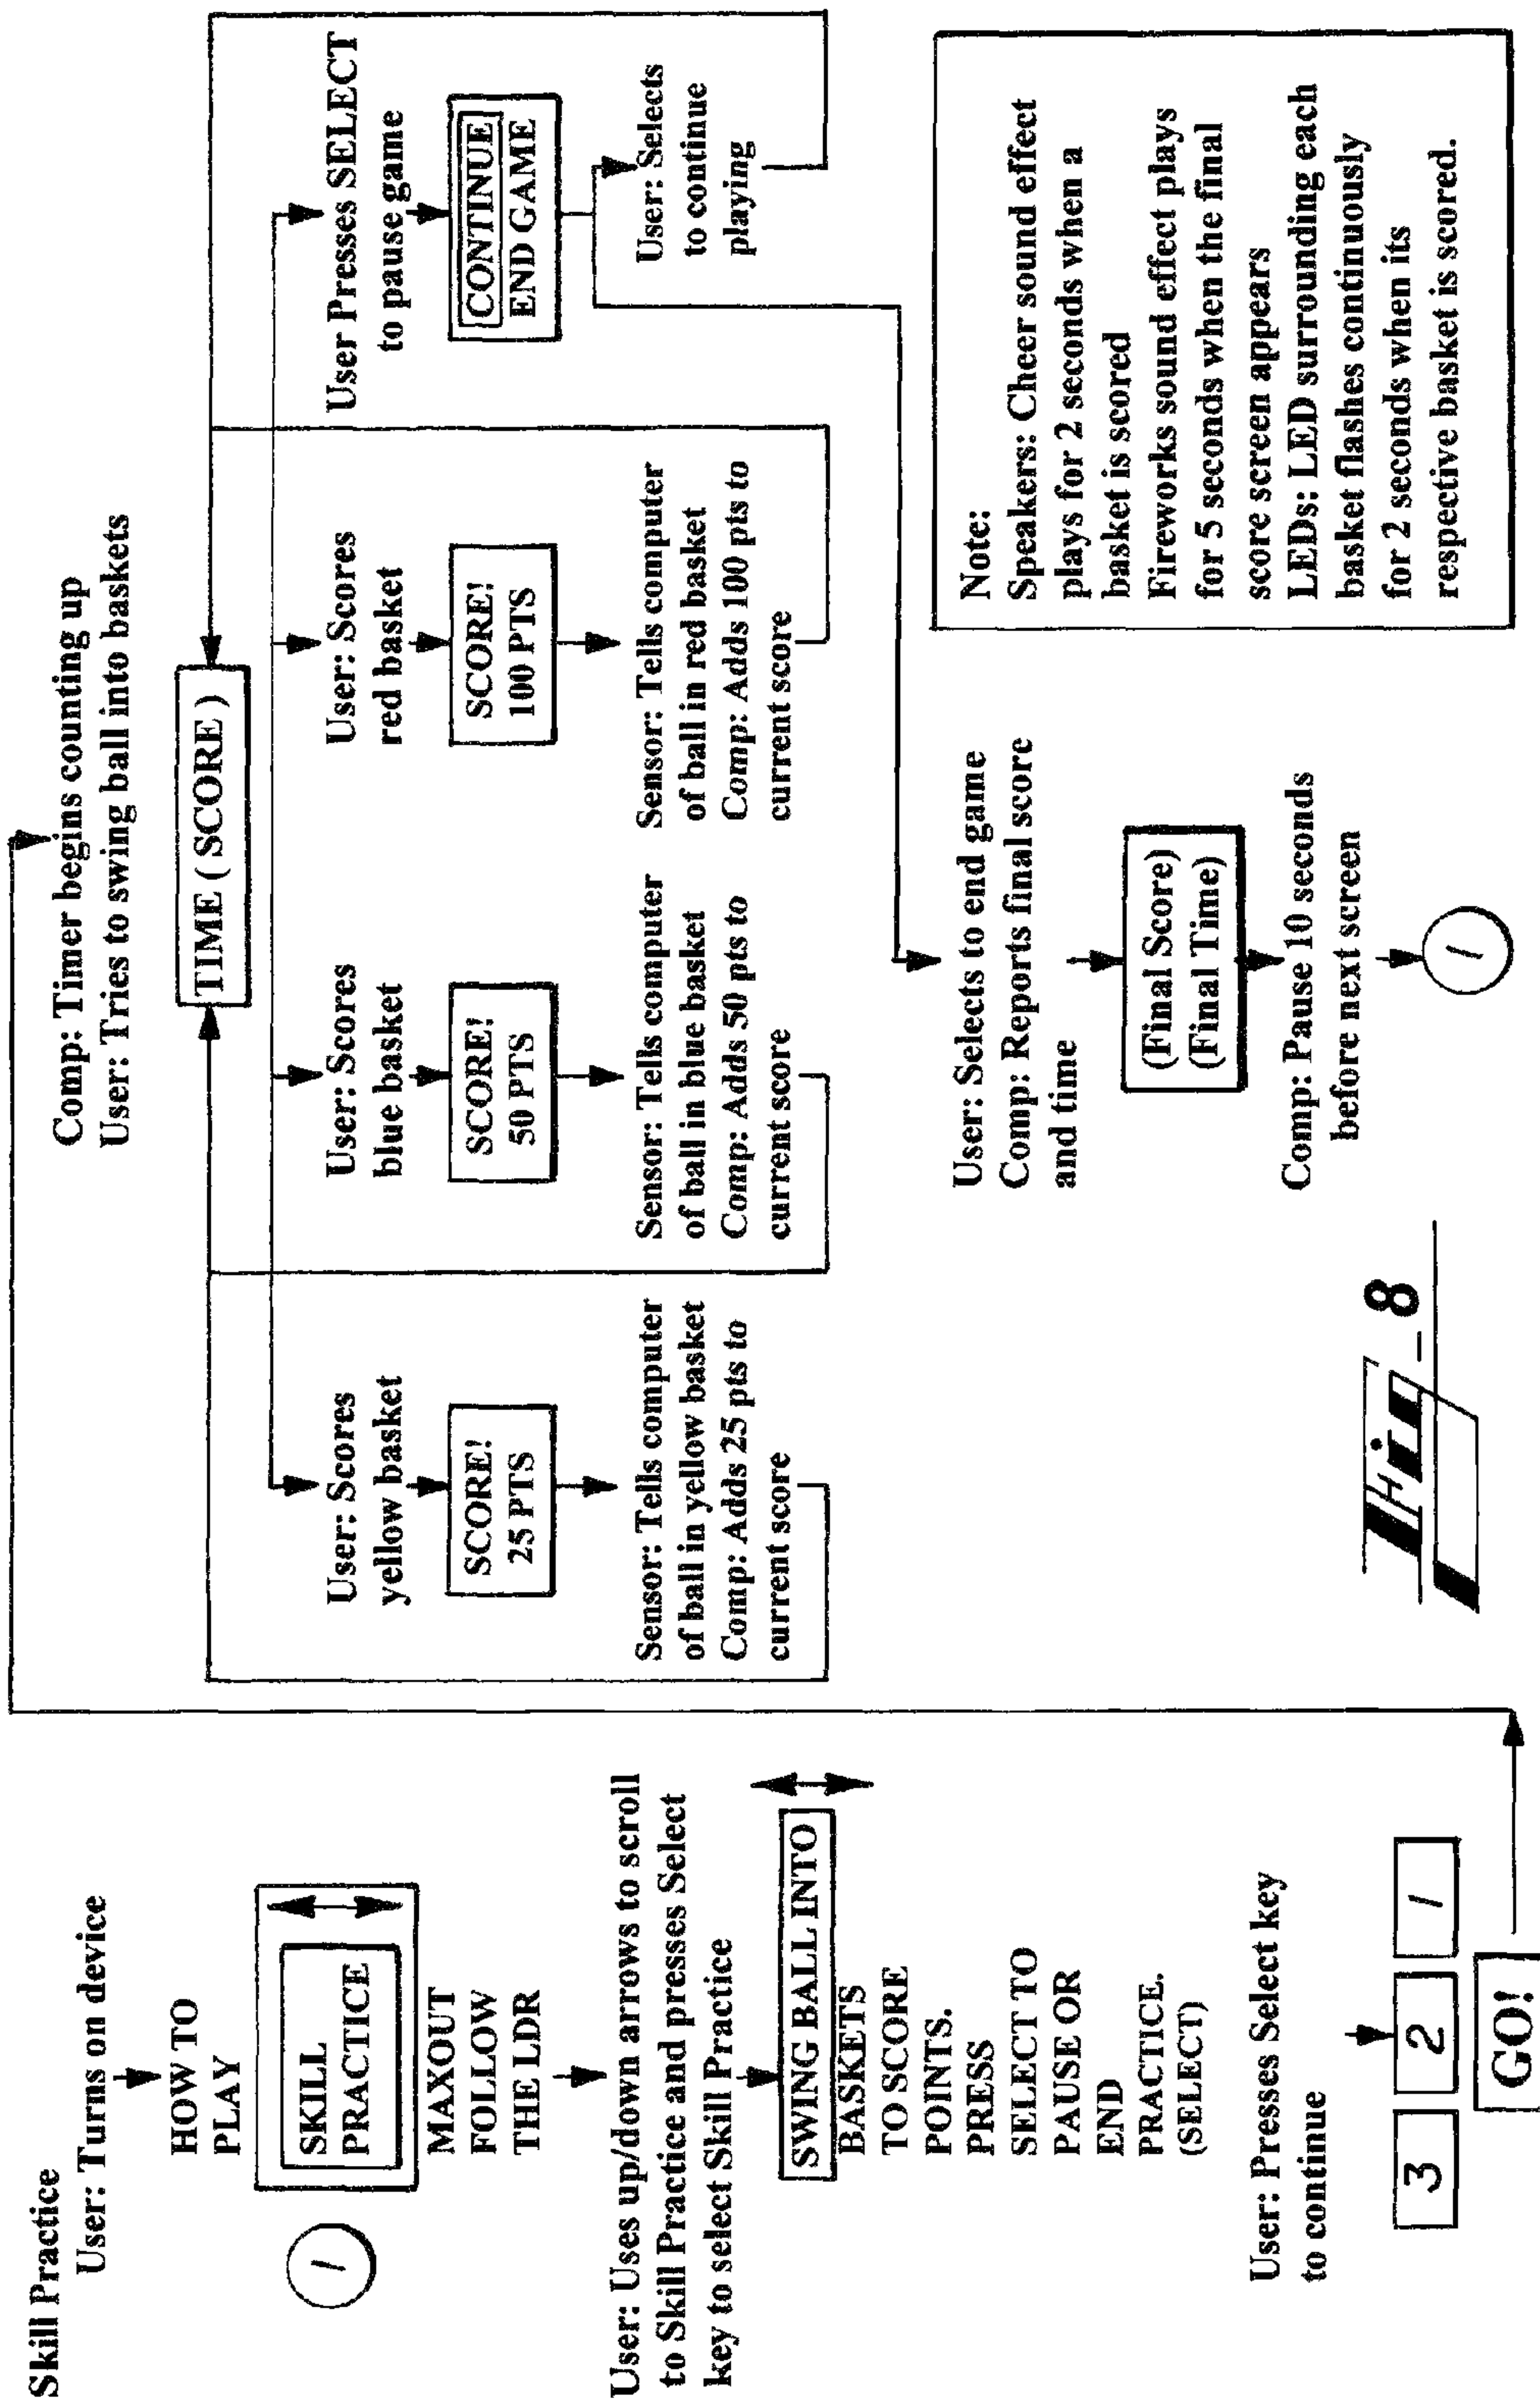 Skill Practice
User: Turns on device
HOW TO
PLAY
1
SKILL
PRACTICE
MAXOUT
FOLLOW
THE LDR
User: Uses up/down arrows to scroll
to Skill Practice and presses Select
key to select Skill Practice
SWING BALL INTO
BASKETS
TO SCORE
POINTS.
PRESS
SELECT TO
PAUSE OR
END
PRACTICE.
(SELECT)
User: Presses Select key
to continue
3 2 1
GO!
Comp: Timer begins counting up
User: Tries to swing ball into baskets
TIME ( SCORE )
User: Scores
yellow basket
SCORE!
25 PTS
Sensor: Tells computer
of ball in yellow basket
Comp: Adds 25 pts to
current score
User: Scores
blue basket
SCORE!
50 PTS
Sensor: Tells computer
of ball in blue basket
Comp: Adds 50 pts to
current score
User: Scores
red basket
SCORE!
100 PTS
Sensor: Tells computer
of ball in red basket
Comp: Adds 100 pts to
current score
User Presses SELECT
to pause game
CONTINUE
END GAME
User: Selects
to continue
playing
User: Selects to end game
Comp: Reports final score
and time
(Final Score)
(Final Time)
Comp: Pause 10 seconds
before next screen
1
Note:
Speakers: Cheer sound effect
plays for 2 seconds when a
basket is scored
Fireworks sound effect plays
for 5 seconds when the final
score screen appears
LEDs: LED surrounding each
basket flashes continuously
for 2 seconds when its
respective basket is scored.
Fig_8